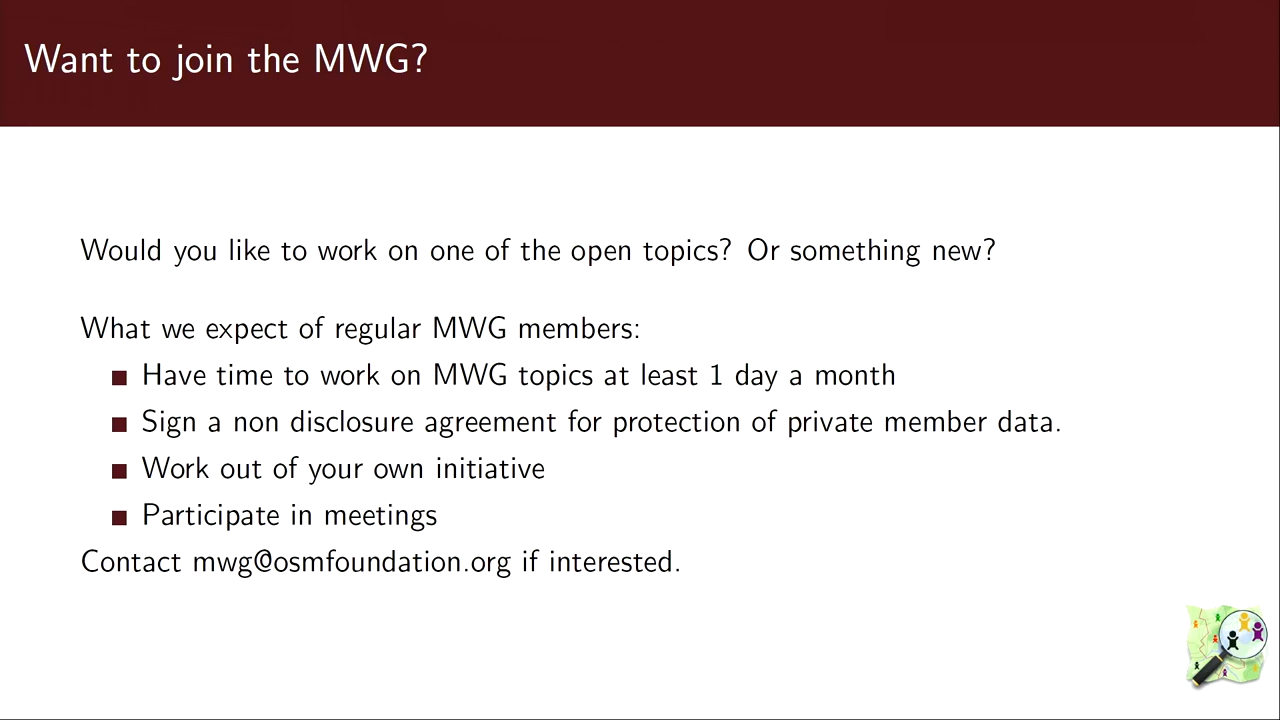 Want to join the MWG?
Would you like to work on one of the open topics? Or something new?
What we expect of regular MWG members:
Have time to work on MWG topics at least 1 day a month
Sign a non disclosure agreement for protection of private member data.
Work out of your own initiative
Participate in meetings
Contact mwg@osmfoundation.org if interested.